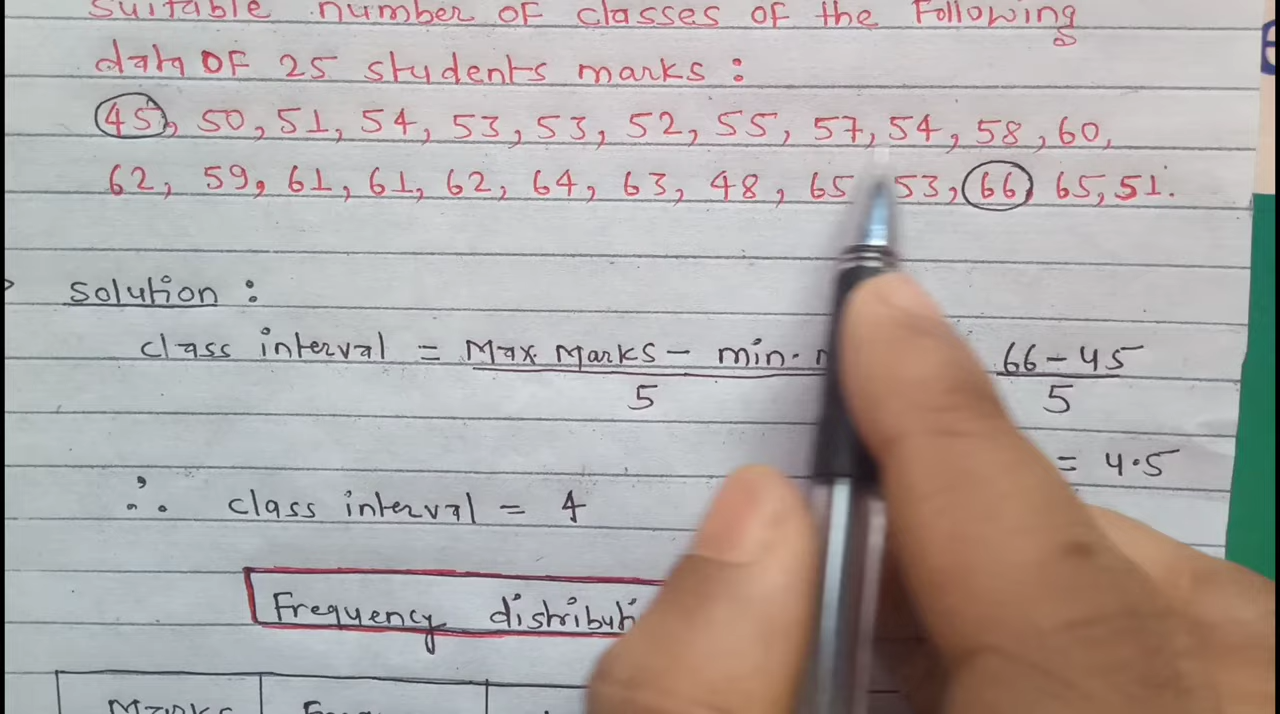 suitable number of classes of the Following
data OF 25 students marks :
45, 50, 51, 54, 53, 53, 52, 55, 57, 54, 58, 60,
62, 59, 61, 61, 62, 64, 63, 48, 65 53, 66 65, 51.
Solution :
class interval = Max Marks - min. 66 - 45
5 5
= 4.5
∴ class interval = 4
Frequency
Marks